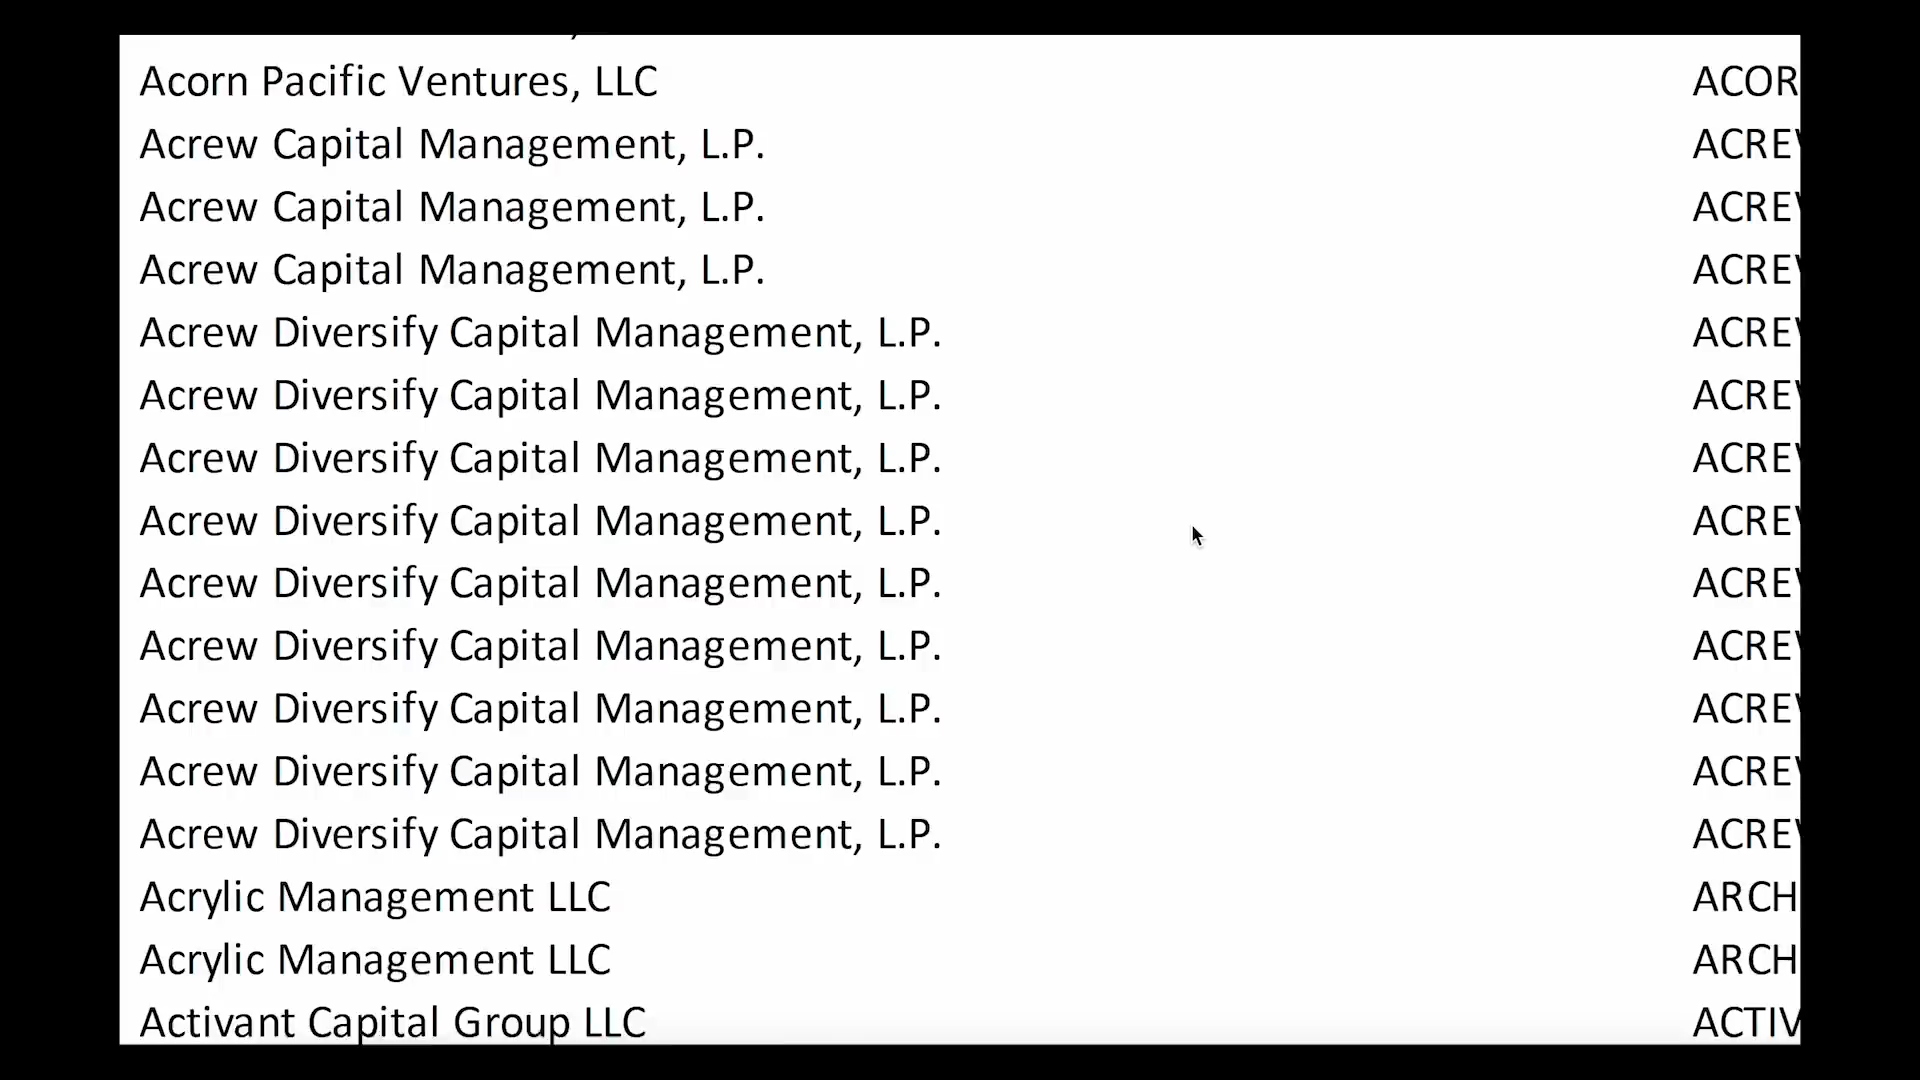 Acorn Pacific Ventures, LLC ACOR
Acrew Capital Management, L.P. ACRE
Acrew Capital Management, L.P. ACRE
Acrew Capital Management, L.P. ACRE
Acrew Diversify Capital Management, L.P. ACRE
Acrew Diversify Capital Management, L.P. ACRE
Acrew Diversify Capital Management, L.P. ACRE
Acrew Diversify Capital Management, L.P. ACRE
Acrew Diversify Capital Management, L.P. ACRE
Acrew Diversify Capital Management, L.P. ACRE
Acrew Diversify Capital Management, L.P. ACRE
Acrew Diversify Capital Management, L.P. ACRE
Acrew Diversify Capital Management, L.P. ACRE
Acrylic Management LLC ARCH
Acrylic Management LLC ARCH
Activant Capital Group LLC ACTIV